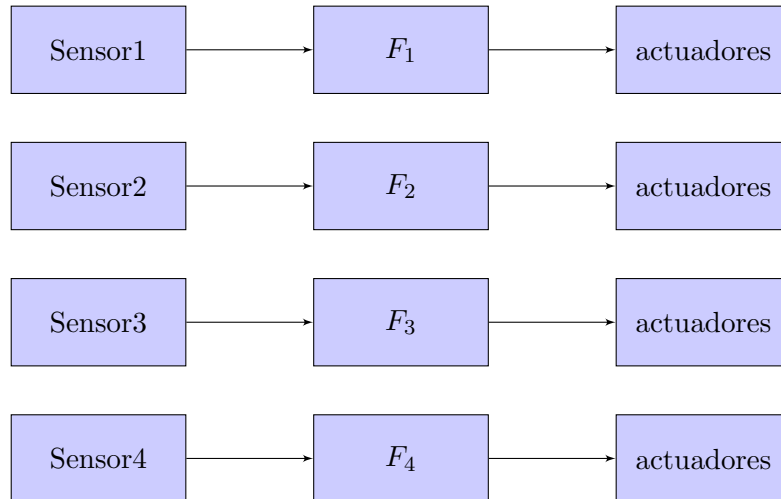 Sensor1 F₁ actuadores
Sensor2 F₂ actuadores
Sensor3 F₃ actuadores
Sensor4 F₄ actuadores